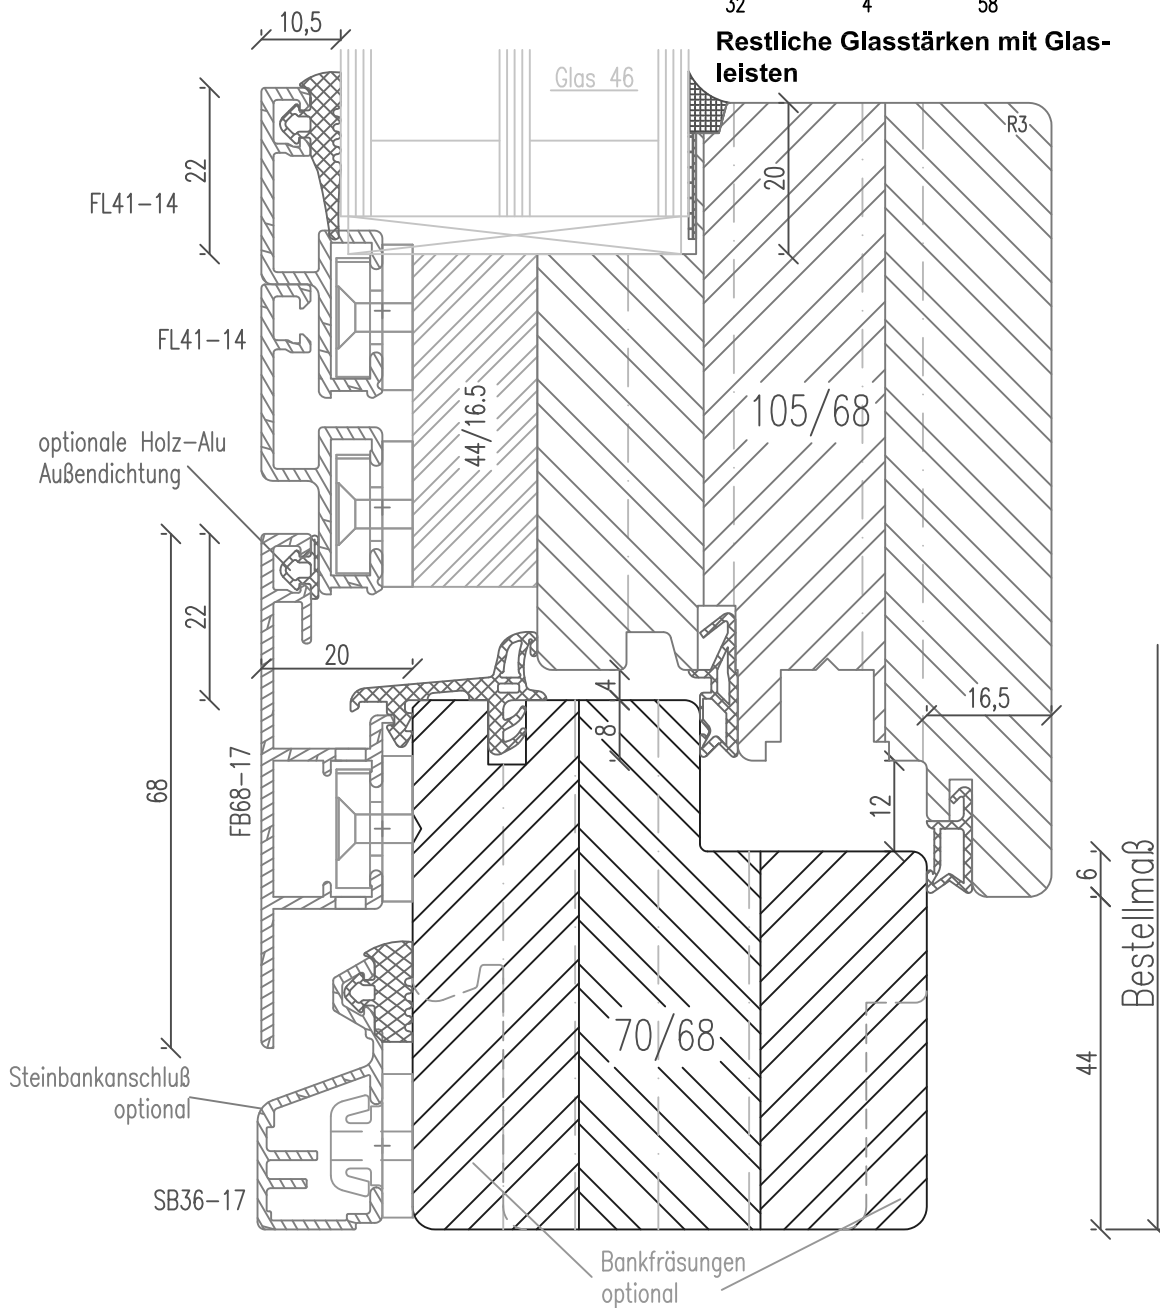 32 4 58
10,5
Restliche Glasstärken mit Glas-
leisten
Glas 46
R3
22
20
FL41-14
FL41-14
105/68
44/16.5
optionale Holz-Alu
Außendichtung
22
20
4
16,5
8
68
FB68-17
12
6
Bestellmaß
70/68
44
Steinbankanschluß
optional
SB36-17
Bankfräsungen
optional